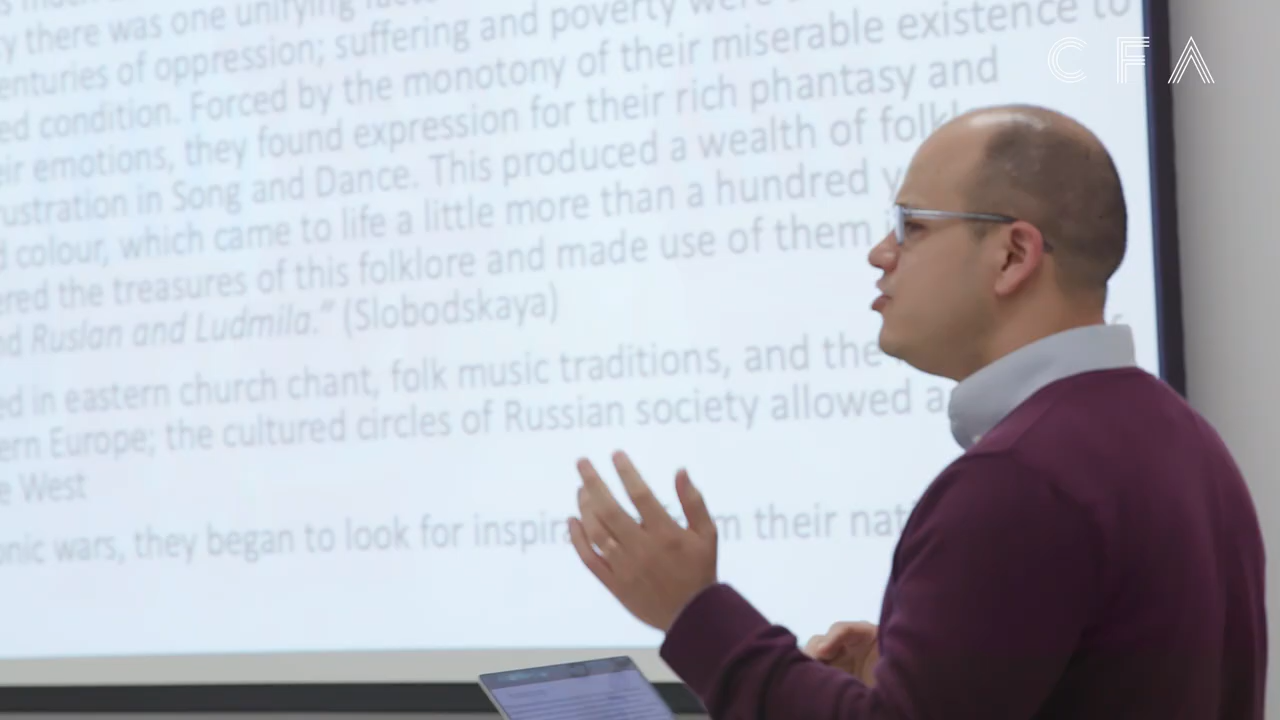 y there was one unifying
enturies of oppression; suffering and poverty were
ed condition. Forced by the monotony of their miserable existence to
eir emotions, they found expression for their rich phantasy and
rustration in Song and Dance. This produced a wealth of folk
d colour, which came to life a little more than a hundred y
ered the treasures of this folklore and made use of them
nd Ruslan and Ludmila." (Slobodskaya)
ed in eastern church chant, folk music traditions, and the
ern Europe; the cultured circles of Russian society allowed a
e West
onic wars, they began to look for inspira m their nati
CFA